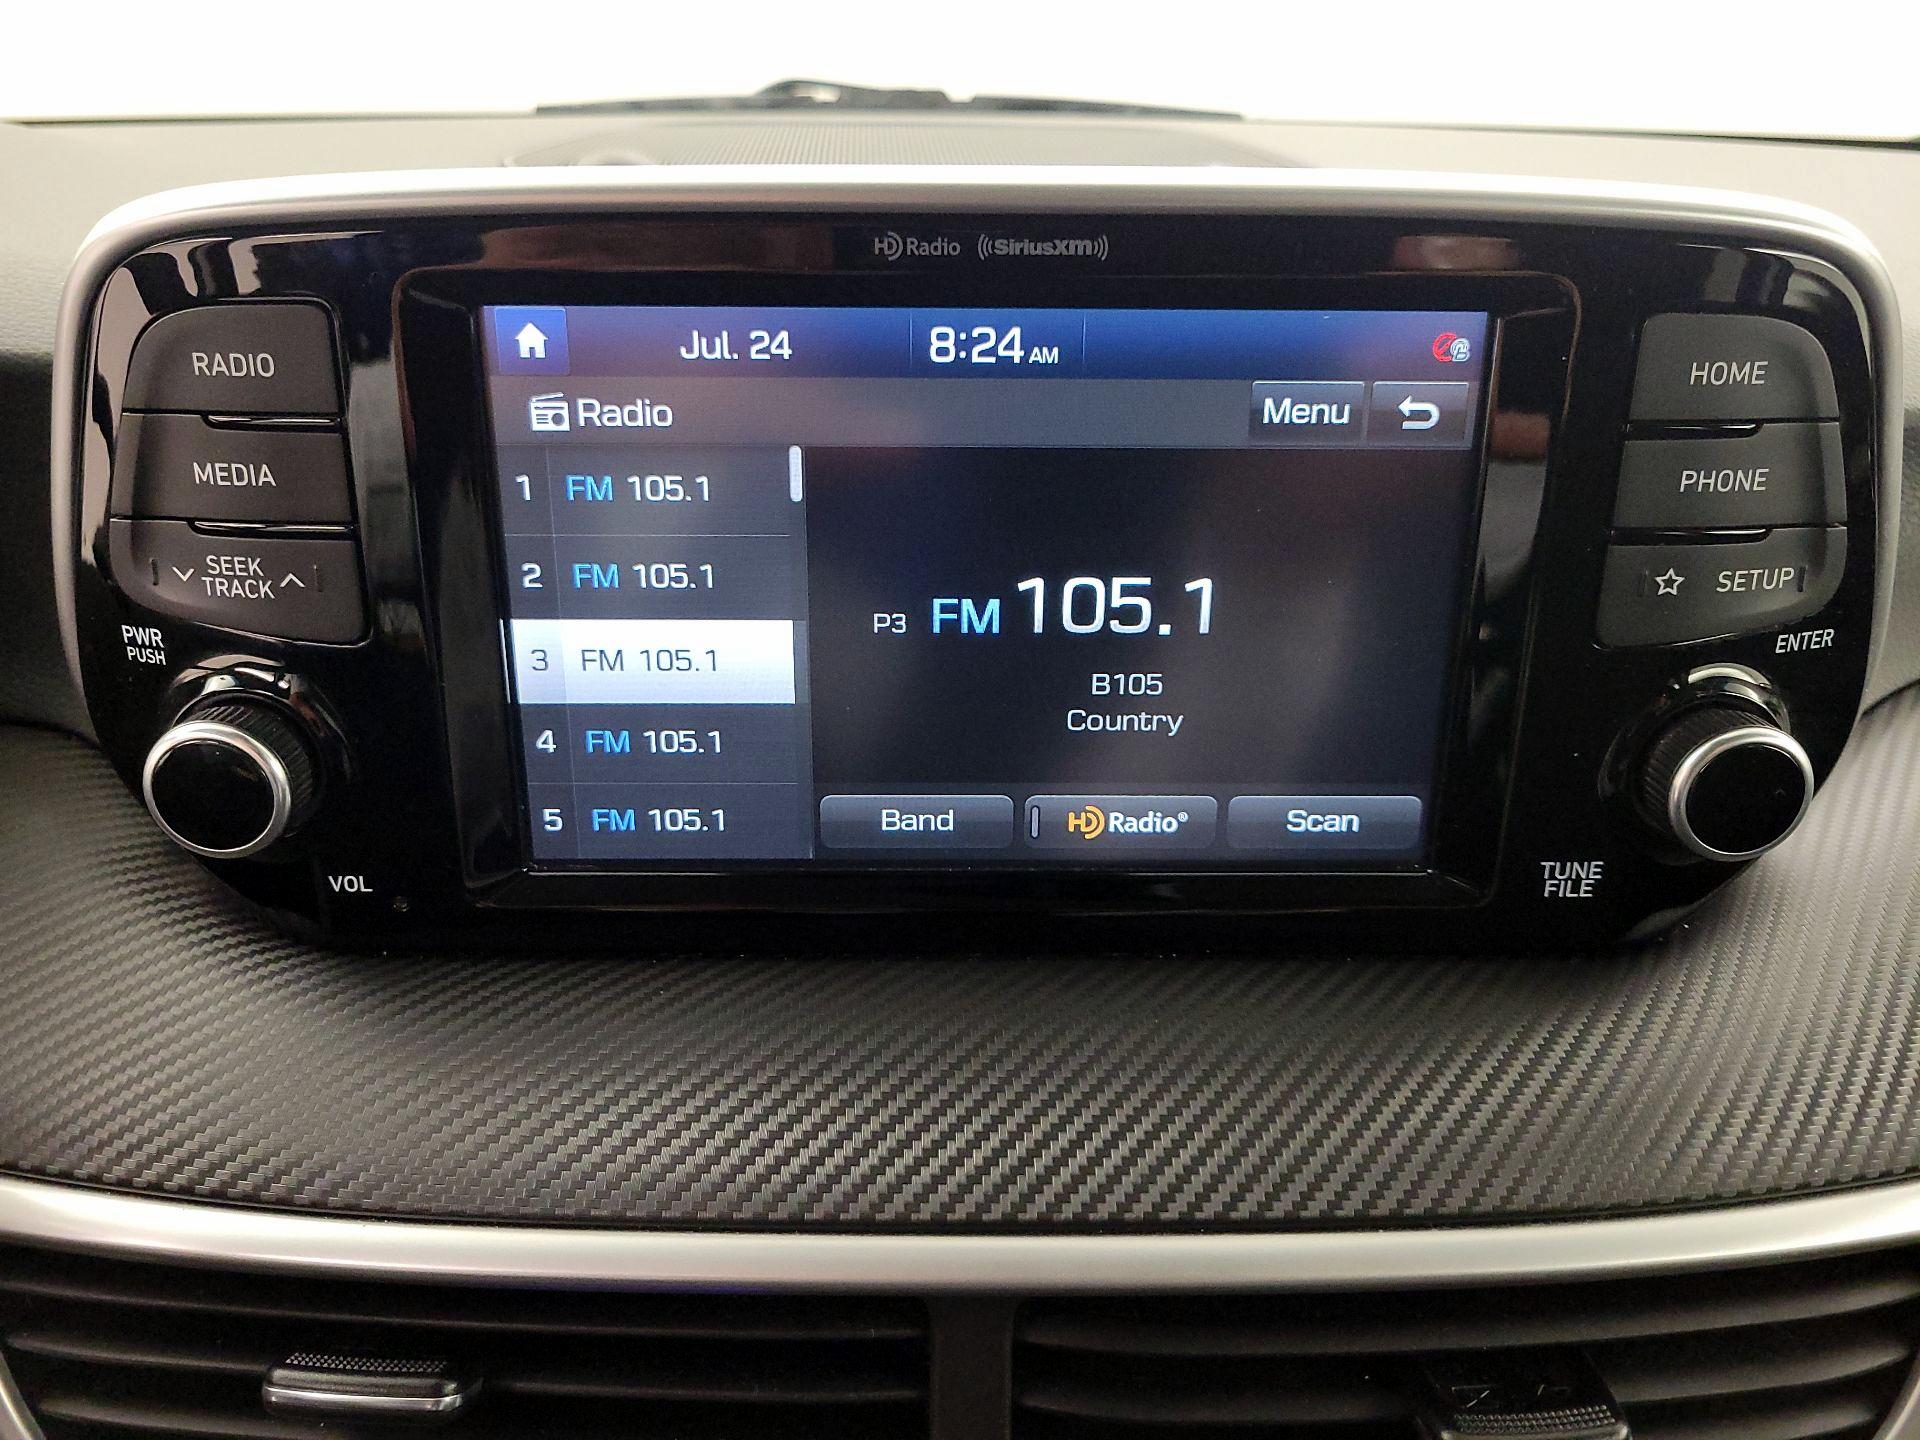 HD Radio ((SiriusXM))
RADIO
MEDIA
SEEK
TRACK
PWR
PUSH
VOL
Jul. 24 8:24 AM
Radio Menu
1 FM 105.1
2 FM 105.1
3 FM 105.1
4 FM 105.1
5 FM 105.1
P3 FM 105.1
B105
Country
Band HD Radio® Scan
HOME
PHONE
☆ SETUP
ENTER
TUNE
FILE